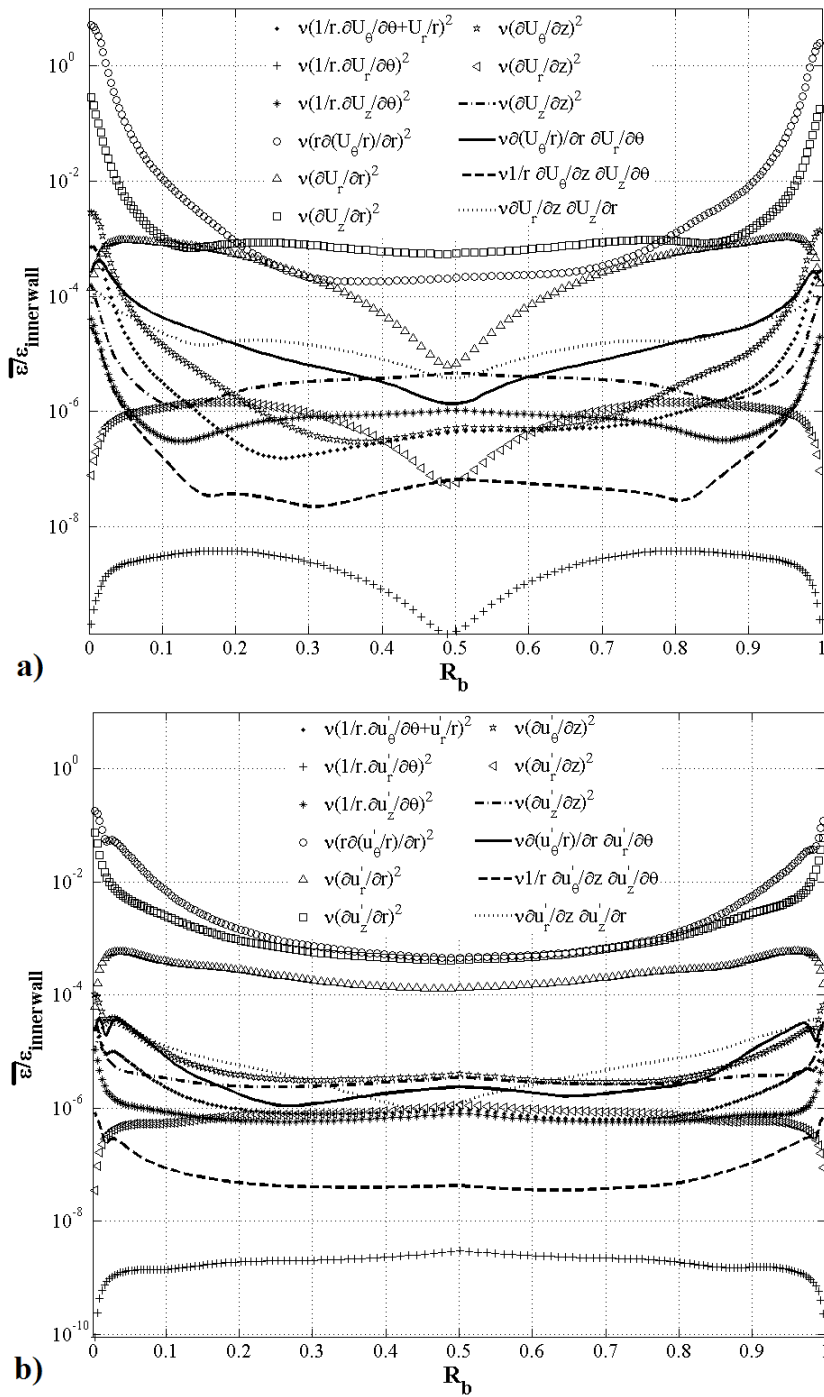 10⁰
10⁻²
10⁻⁴
10⁻⁶
10⁻⁸
ε̅/ε_innerwall
ν(1/r.∂U_θ/∂θ+U_r/r)²
ν(1/r.∂U_r/∂θ)²
ν(1/r.∂U_z/∂θ)²
ν(r∂(U_θ/r)/∂r)²
ν(∂U_r/∂r)²
ν(∂U_z/∂r)²
ν(∂U_θ/∂z)²
ν(∂U_r/∂z)²
ν(∂U_z/∂z)²
ν∂(U_θ/r)/∂r ∂U_r/∂θ
ν1/r ∂U_θ/∂z ∂U_z/∂θ
ν∂U_r/∂z ∂U_z/∂r
0 0.1 0.2 0.3 0.4 0.5 0.6 0.7 0.8 0.9 1
a)
R_b
10⁰
10⁻²
10⁻⁴
10⁻⁶
10⁻⁸
10⁻¹⁰
ε̅/ε_innerwall
ν(1/r.∂u'_θ/∂θ+u'_r/r)²
ν(1/r.∂u'_r/∂θ)²
ν(1/r.∂u'_z/∂θ)²
ν(r∂(u'_θ/r)/∂r)²
ν(∂u'_r/∂r)²
ν(∂u'_z/∂r)²
ν(∂u'_θ/∂z)²
ν(∂u'_r/∂z)²
ν(∂u'_z/∂z)²
ν∂(u'_θ/r)/∂r ∂u'_r/∂θ
ν1/r ∂u'_θ/∂z ∂u'_z/∂θ
ν∂u'_r/∂z ∂u'_z/∂r
0 0.1 0.2 0.3 0.4 0.5 0.6 0.7 0.8 0.9 1
b)
R_b